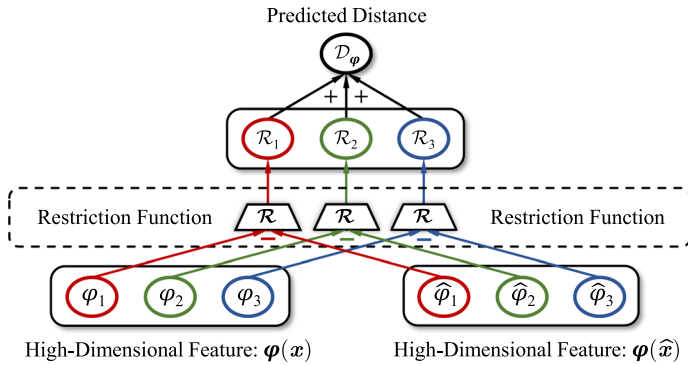 Predicted Distance
𝒟_𝝋
+ +
ℛ₁ ℛ₂ ℛ₃
Restriction Function ℛ ℛ ℛ Restriction Function
− − −
φ₁ φ₂ φ₃ φ̂₁ φ̂₂ φ̂₃
High-Dimensional Feature: 𝝋(𝒙) High-Dimensional Feature: 𝝋(𝒙̂)